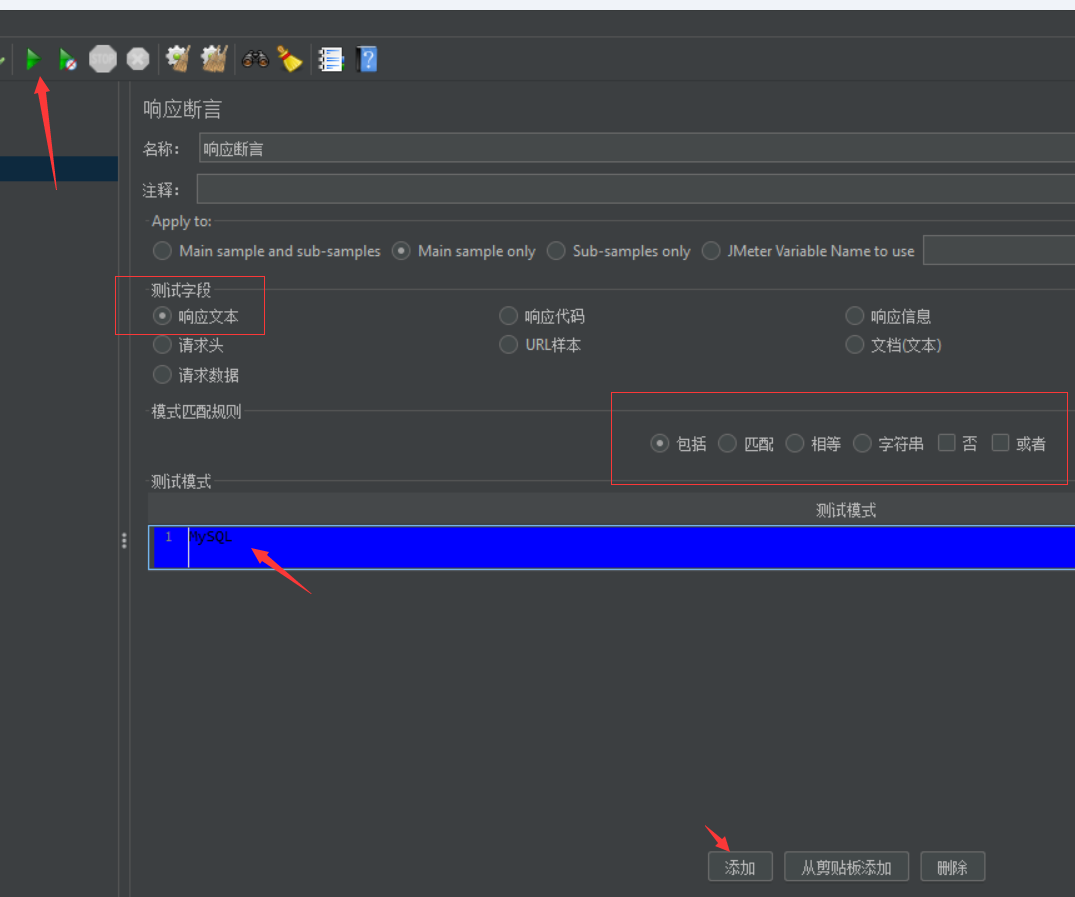 STOP
?
响应断言
名称： 响应断言
注释：
Apply to:
Main sample and sub-samples Main sample only Sub-samples only JMeter Variable Name to use
测试字段
响应文本 响应代码 响应信息
请求头 URL样本 文档(文本)
请求数据
模式匹配规则
包括 匹配 相等 字符串 否 或者
测试模式
测试模式
1 MySQL
添加 从剪贴板添加 删除